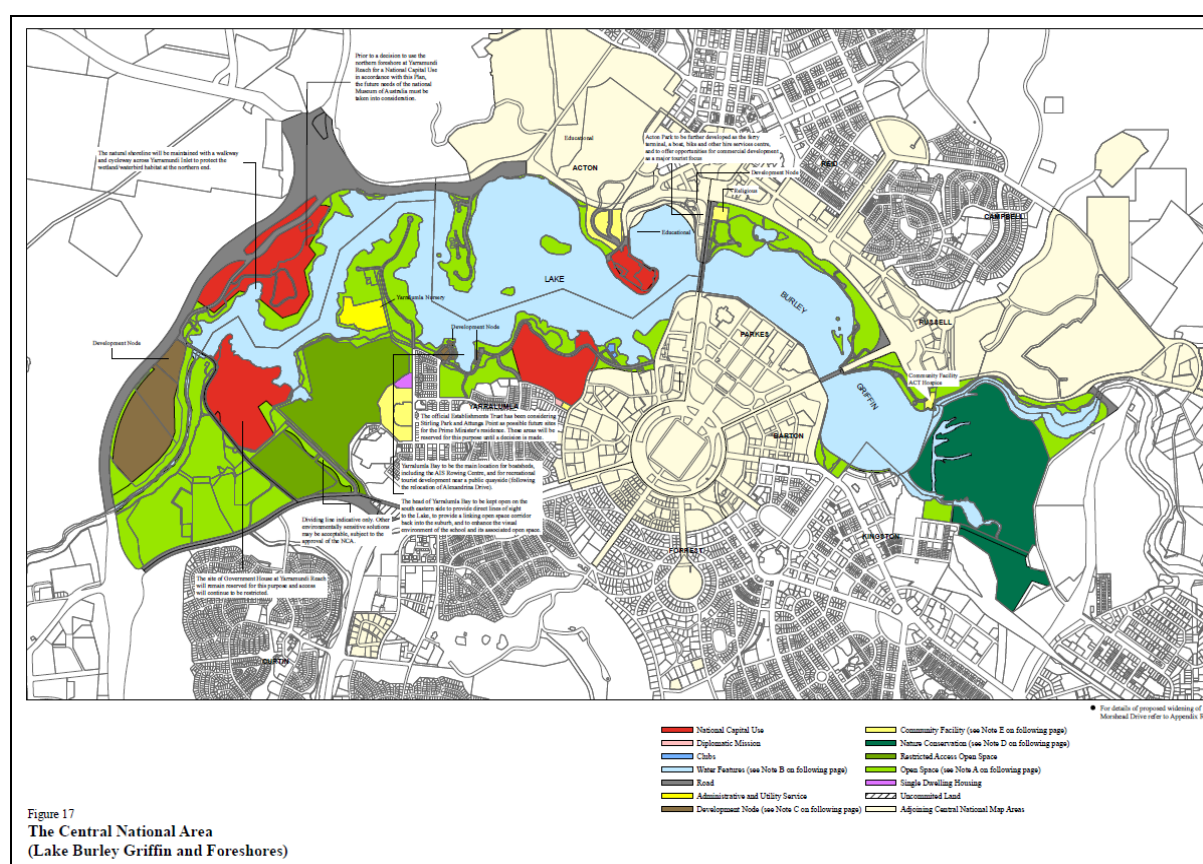 Prior to a decision to use the
northern foreshore at Yarramundi
Reach for a National Capital Use
in accordance with this Plan,
the future needs of the national
Museum of Australia must be
taken into consideration.
The natural shoreline will be maintained with a walkway
and cycleway across Yarramundi Inlet to protect the
wetland/waterbird habitat at the northern end.
Educational
ACTON
Acton Park to be further developed as the ferry
terminal, a boat, bike and other hire services centre,
and to offer opportunities for commercial development
as a major tourist focus
REID
Development Node
Religious
CAMPBELL
Educational
LAKE
BURLEY
Yarralumla Nursery
Development Node
Development Node
PARKES
RUSSELL
Community Facility
ACT Hospice
GRIFFIN
YARRALUMLA
The official Establishments Trust has been considering
Stirling Park and Attunga Point as possible future sites
for the Prime Minister's residence. These areas will be
reserved for this purpose until a decision is made.
BARTON
Yarralumla Bay to be the main location for boatsheds,
including the AIS Rowing Centre, and for recreational
tourist development near a public quayside (following
the relocation of Alexandrina Drive).
The head of Yarralumla Bay to be kept open on the
south eastern side to provide direct lines of sight
to the Lake, to provide a linking open space corridor
back into the suburb, and to enhance the visual
environment of the school and its associated open space.
Dividing line indicative only. Other
environmentally sensitive solutions
may be acceptable, subject to the
approval of the NCA.
KINGSTON
FORREST
The site of Government House at Yarramundi Reach
will remain reserved for this purpose and access
will continue to be restricted.
CURTIN
● For details of proposed widening of
Morshead Drive refer to Appendix
National Capital Use
Diplomatic Mission
Clubs
Water Features (see Note B on following page)
Road
Administrative and Utility Service
Development Node (see Note C on following page)
Community Facility (see Note E on following page)
Nature Conservation (see Note D on following page)
Restricted Access Open Space
Open Space (see Note A on following page)
Single Dwelling Housing
Uncommited Land
Adjoining Central National Map Areas
Figure 17
The Central National Area
(Lake Burley Griffin and Foreshores)